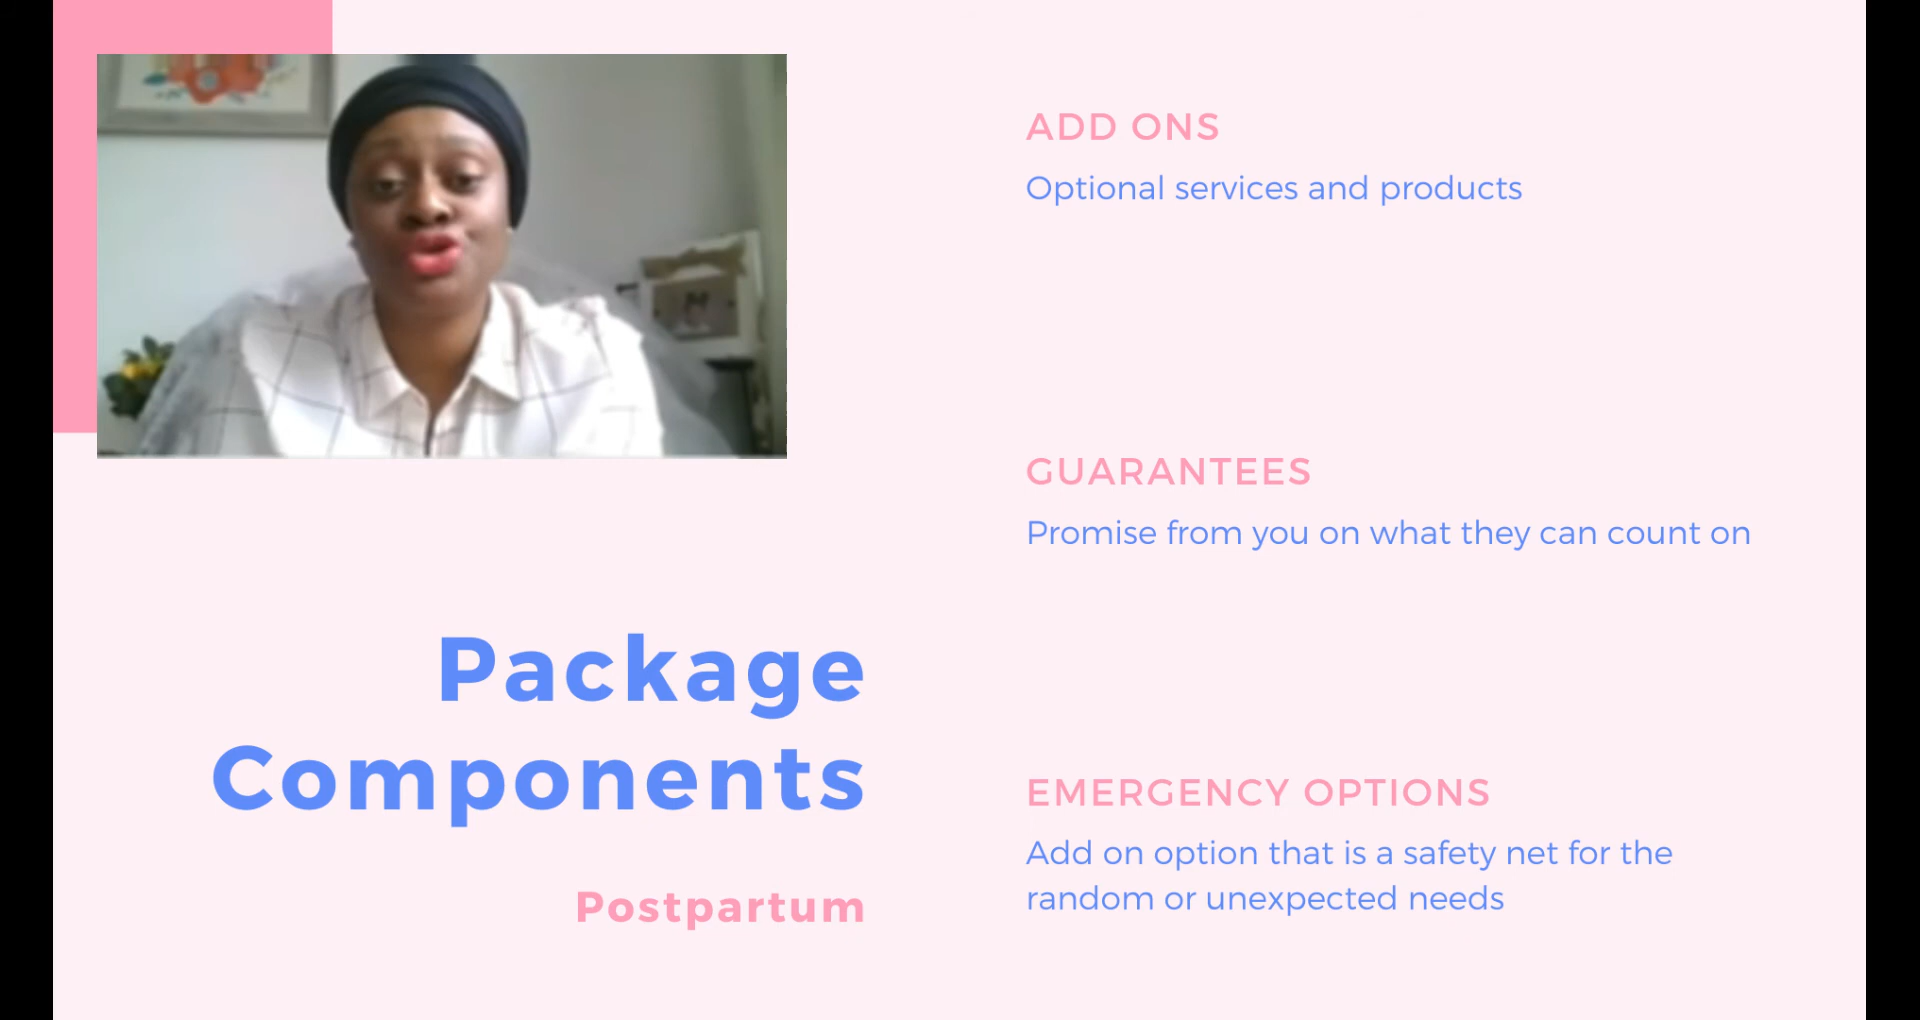 Package
Components
Postpartum
ADD ONS
Optional services and products
GUARANTEES
Promise from you on what they can count on
EMERGENCY OPTIONS
Add on option that is a safety net for the
random or unexpected needs